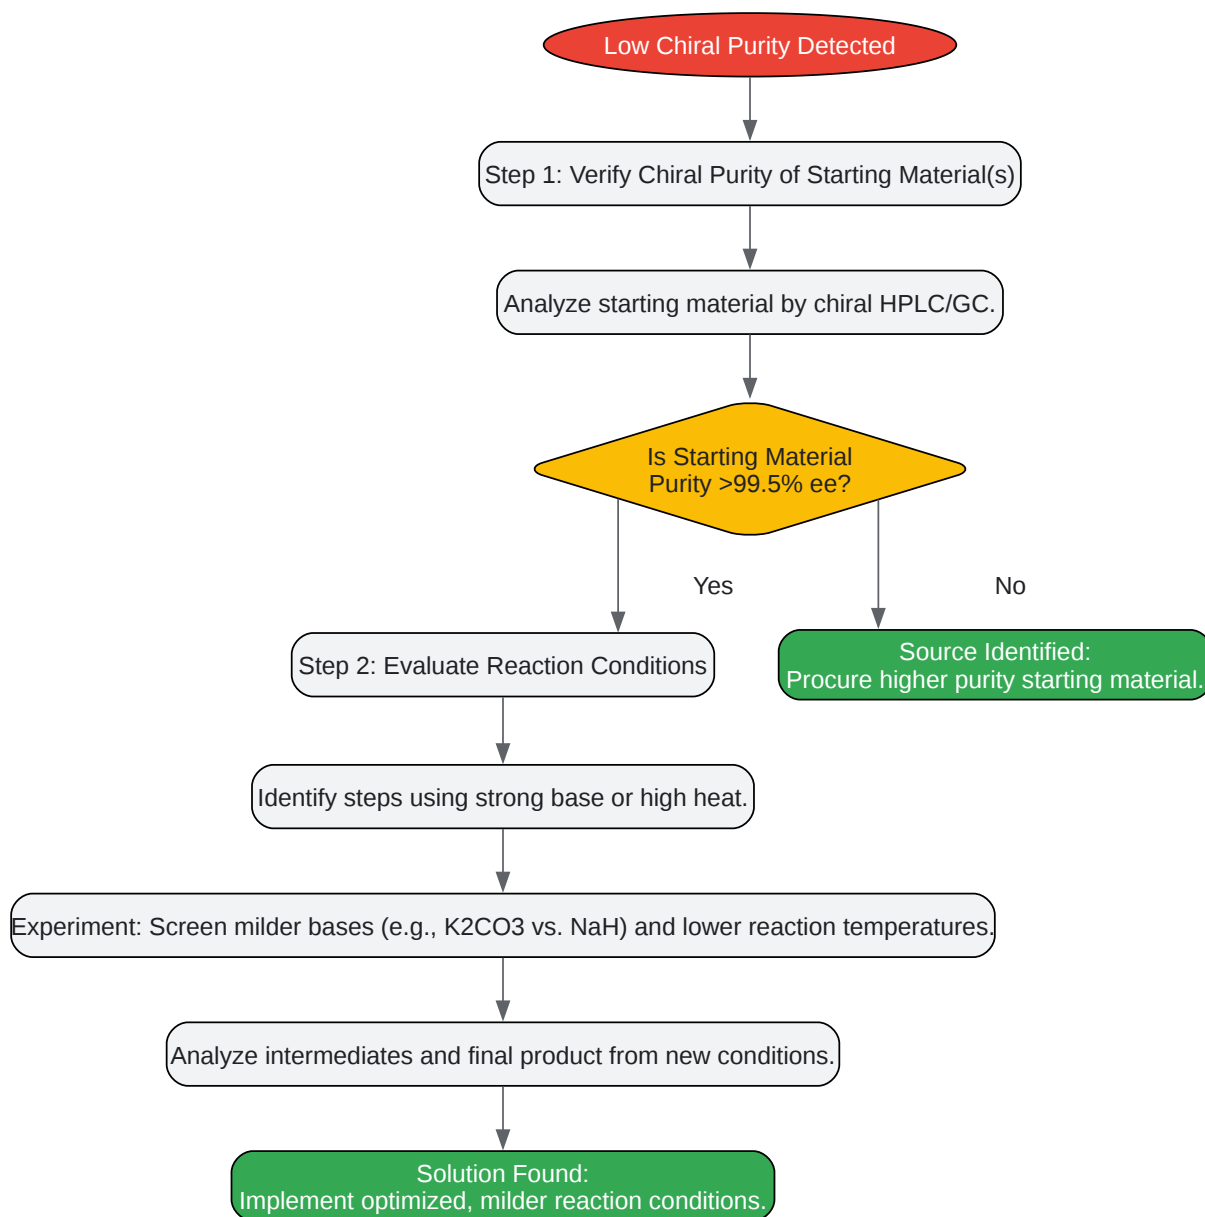 Low Chiral Purity Detected
Step 1: Verify Chiral Purity of Starting Material(s)
Analyze starting material by chiral HPLC/GC.
Is Starting Material
Purity >99.5% ee?
Yes
No
Step 2: Evaluate Reaction Conditions
Source Identified:
Procure higher purity starting material.
Identify steps using strong base or high heat.
Experiment: Screen milder bases (e.g., K2CO3 vs. NaH) and lower reaction temperatures.
Analyze intermediates and final product from new conditions.
Solution Found:
Implement optimized, milder reaction conditions.